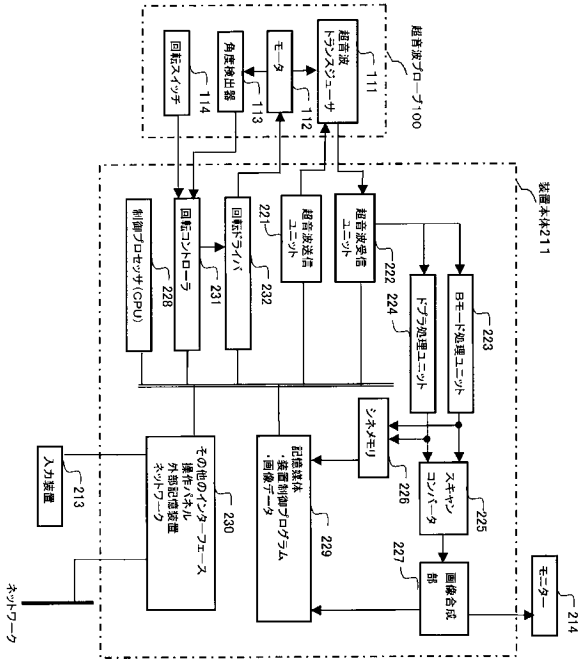 超音波プローブ100
超音波
トランスジューサ
111
モータ
112
角度検出器
113
回転スイッチ
114
装置本体211
Bモード処理ユニット
223
ドプラ処理ユニット
224
超音波受信
ユニット
222
超音波送信
ユニット
221
回転ドライバ
232
回転コントローラ
231
制御プロセッサ(CPU)
228
スキャン
コンバータ
225
シネメモリ
226
画像合成
部
227
記憶媒体
・装置制御プログラム
・画像データ
229
その他のインターフェース
操作パネル
外部記憶装置
ネットワーク
230
モニター
214
入力装置
213
ネットワーク